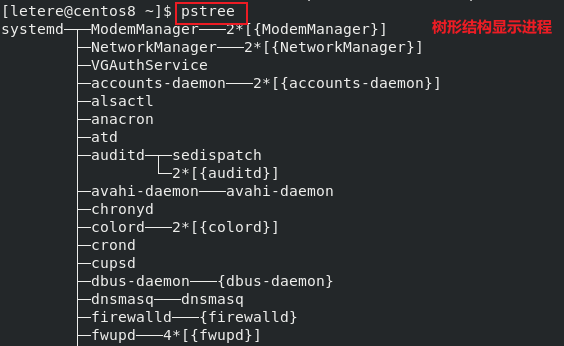 [letere@centos8 ~]$ pstree
systemd─┬─ModemManager───2*[{ModemManager}]
树形结构显示进程
        ├─NetworkManager───2*[{NetworkManager}]
        ├─VGAuthService
        ├─accounts-daemon───2*[{accounts-daemon}]
        ├─alsactl
        ├─anacron
        ├─atd
        ├─auditd─┬─sedispatch
        │        └─2*[{auditd}]
        ├─avahi-daemon───avahi-daemon
        ├─chronyd
        ├─colord───2*[{colord}]
        ├─crond
        ├─cupsd
        ├─dbus-daemon───{dbus-daemon}
        ├─dnsmasq───dnsmasq
        ├─firewalld───{firewalld}
        ├─fwupd───4*[{fwupd}]